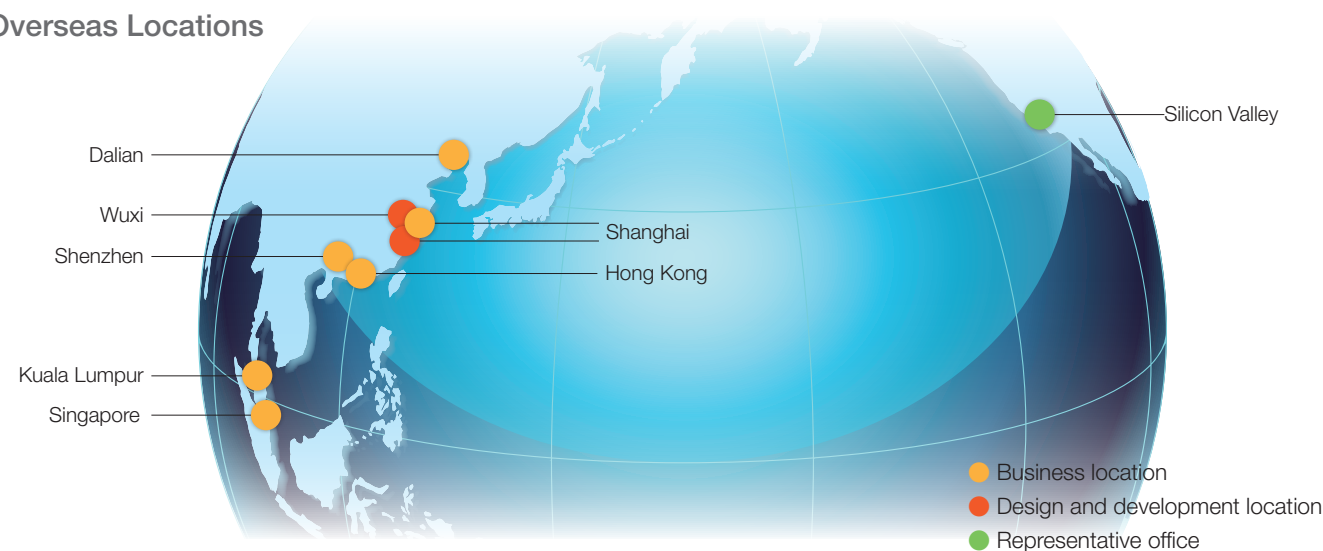 Overseas Locations
Silicon Valley
Dalian
Wuxi
Shanghai
Shenzhen
Hong Kong
Kuala Lumpur
Singapore
Business location
Design and development location
Representative office